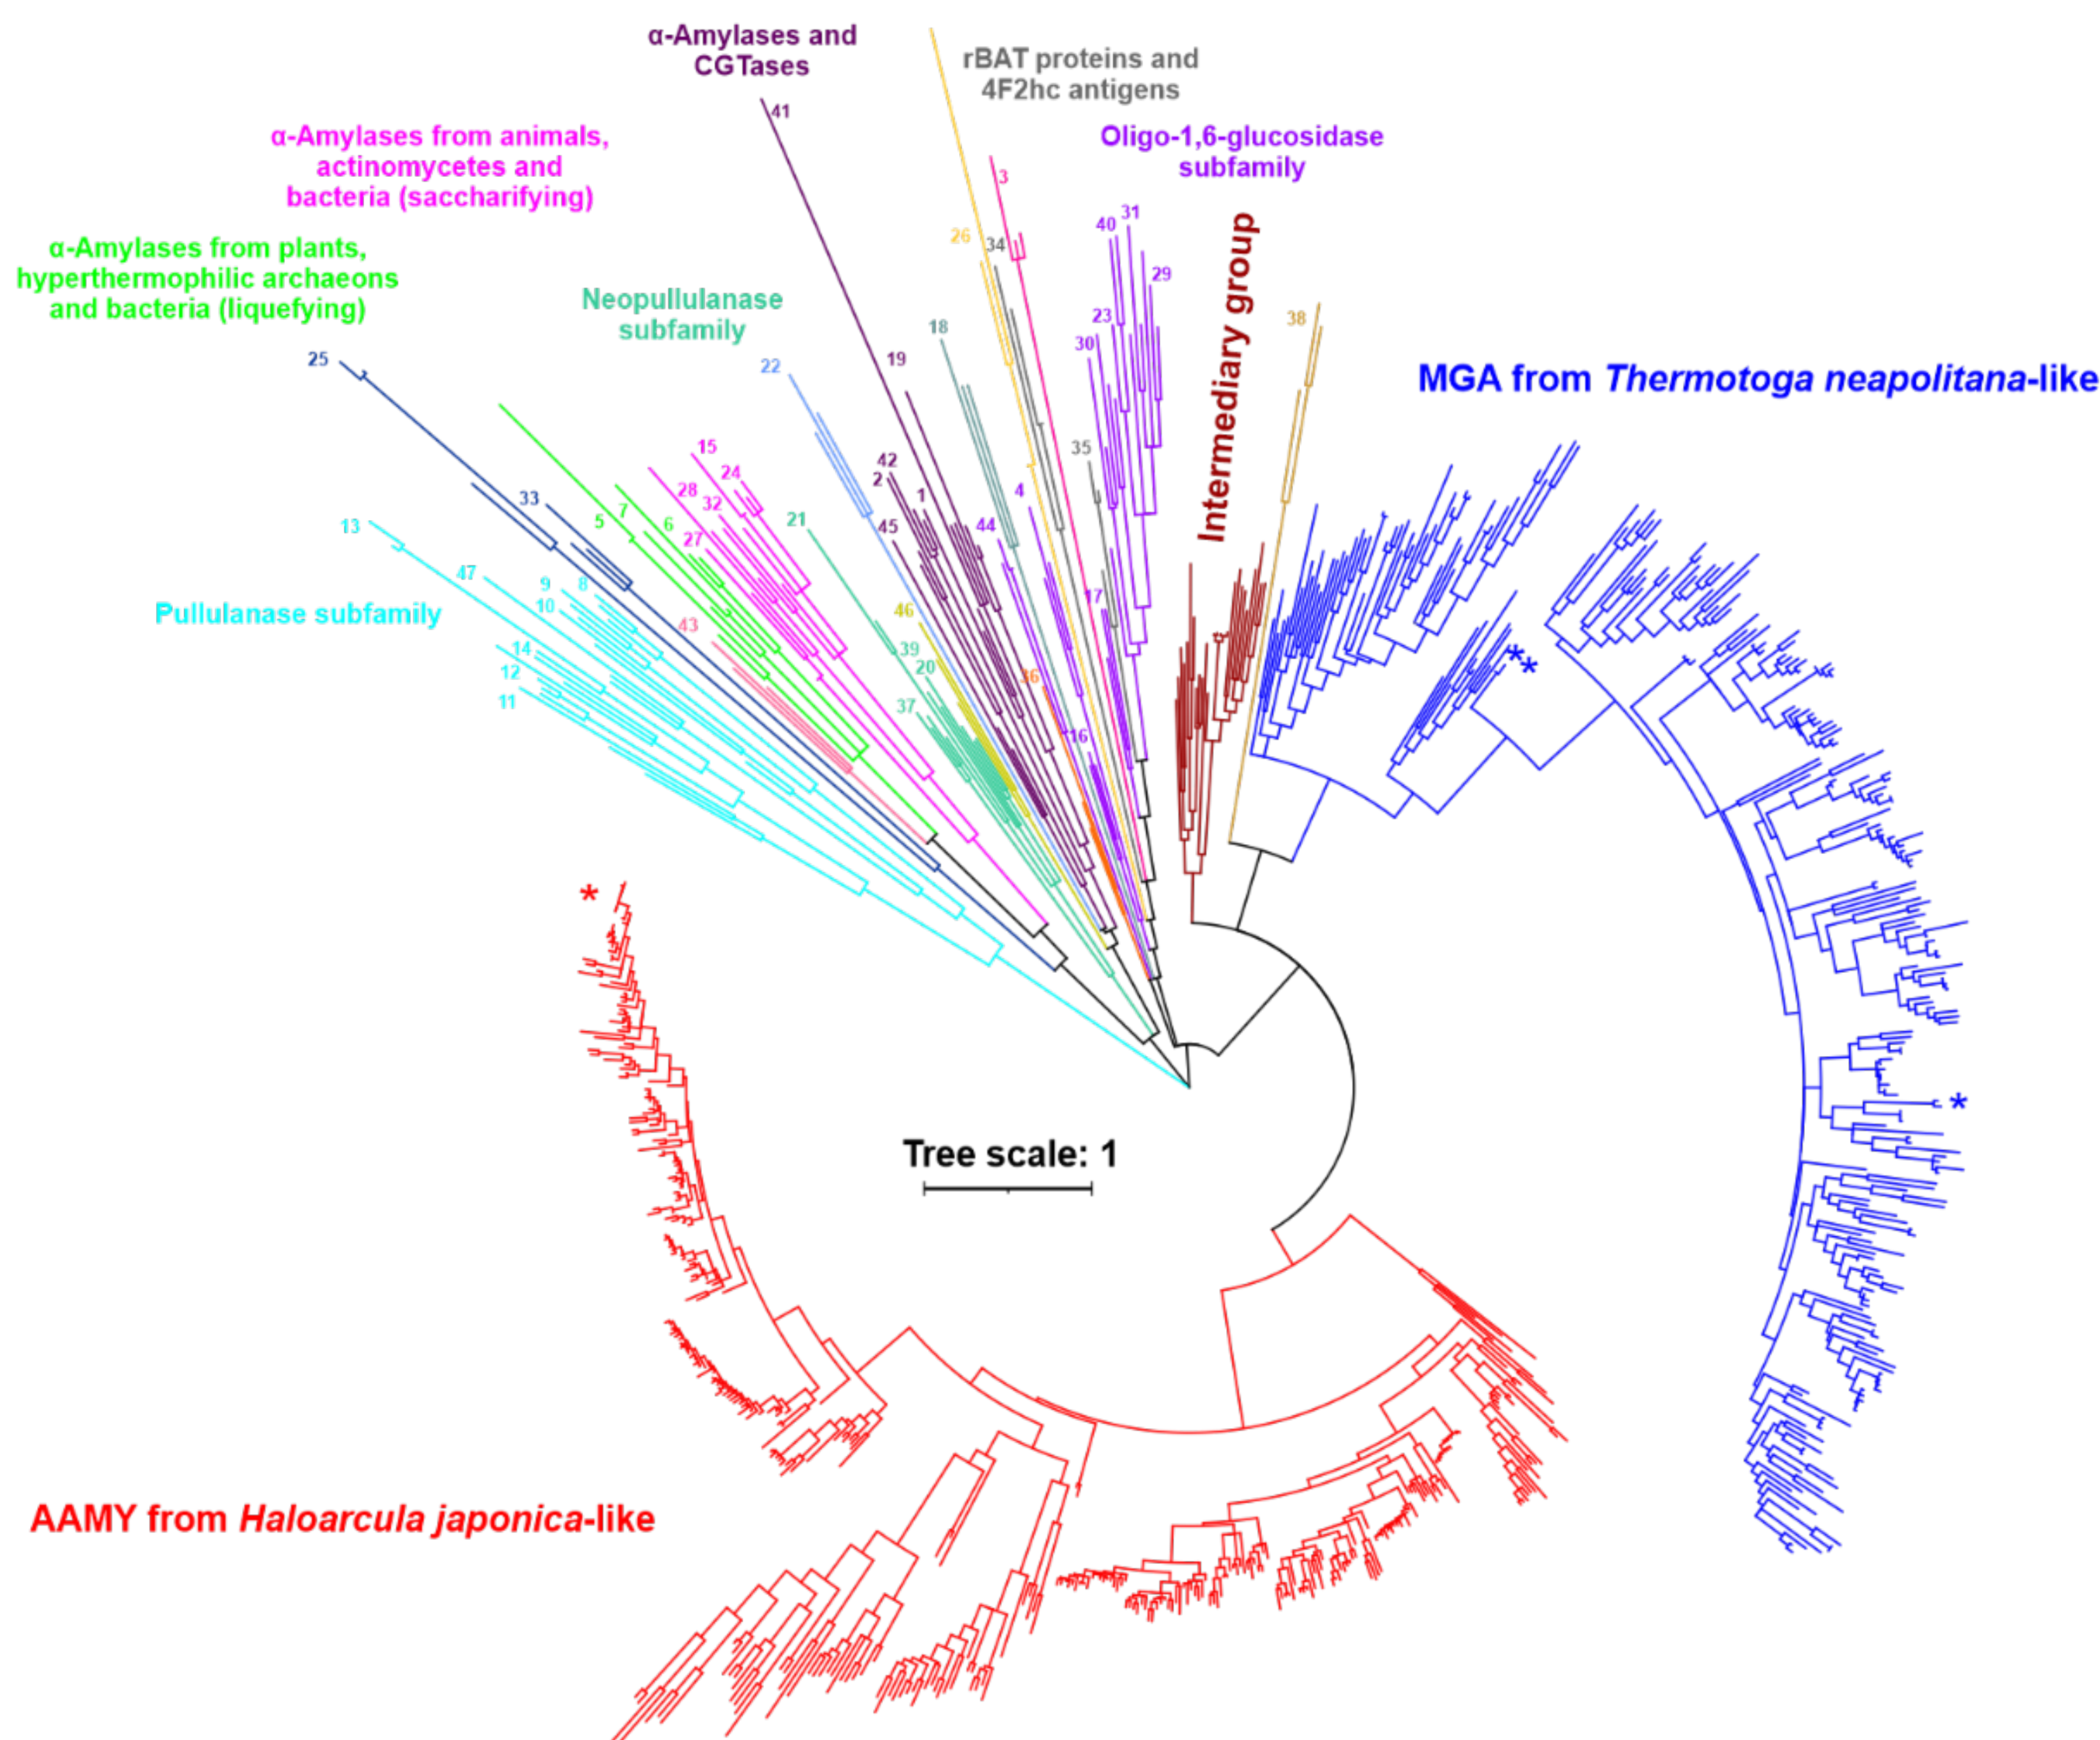 α-Amylases and
CGTases
rBAT proteins and
4F2hc antigens
41
α-Amylases from animals,
actinomycetes and
bacteria (saccharifying)
Oligo-1,6-glucosidase
subfamily
3
31
40
26
34
α-Amylases from plants,
hyperthermophilic archaeons
and bacteria (liquefying)
29
Neopullulanase
subfamily
Intermediary group
23
38
18
30
25
19
22
MGA from Thermotoga neapolitana-like
15
35
42
24
2
28
4
1
33
32
7
5
6
21
45
44
13
27
47
9
8
17
10
46
Pullulanase subfamily
43
14
39
**
20
12
36
11
37
16
*
*
Tree scale: 1
AAMY from Haloarcula japonica-like